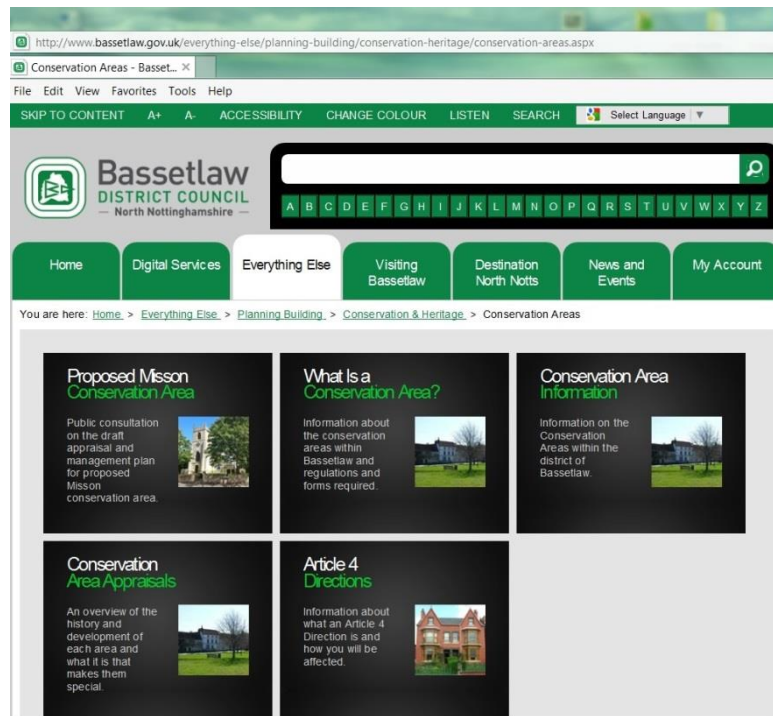 http://www.bassetlaw.gov.uk/everything-else/planning-building/conservation-heritage/conservation-areas.aspx
Conservation Areas - Basset... ×
File Edit View Favorites Tools Help
SKIP TO CONTENT A+ A- ACCESSIBILITY CHANGE COLOUR LISTEN SEARCH Select Language ▼
Bassetlaw
DISTRICT COUNCIL
— North Nottinghamshire —
A B C D E F G H I J K L M N O P Q R S T U V W X Y Z
Home Digital Services Everything Else Visiting Bassetlaw Destination North Notts News and Events My Account
You are here: Home > Everything Else > Planning Building > Conservation & Heritage > Conservation Areas
Proposed Misson
Conservation Area
Public consultation
on the draft
appraisal and
management plan
for proposed
Misson
conservation area.
What Is a
Conservation Area?
Information about
the conservation
areas within
Bassetlaw and
regulations and
forms required.
Conservation Area
Information
Information on the
Conservation
Areas within the
district of
Bassetlaw.
Conservation
Area Appraisals
An overview of the
history and
development of
each area and
what it is that
makes them
special.
Article 4
Directions
Information about
what an Article 4
Direction is and
how you will be
affected.